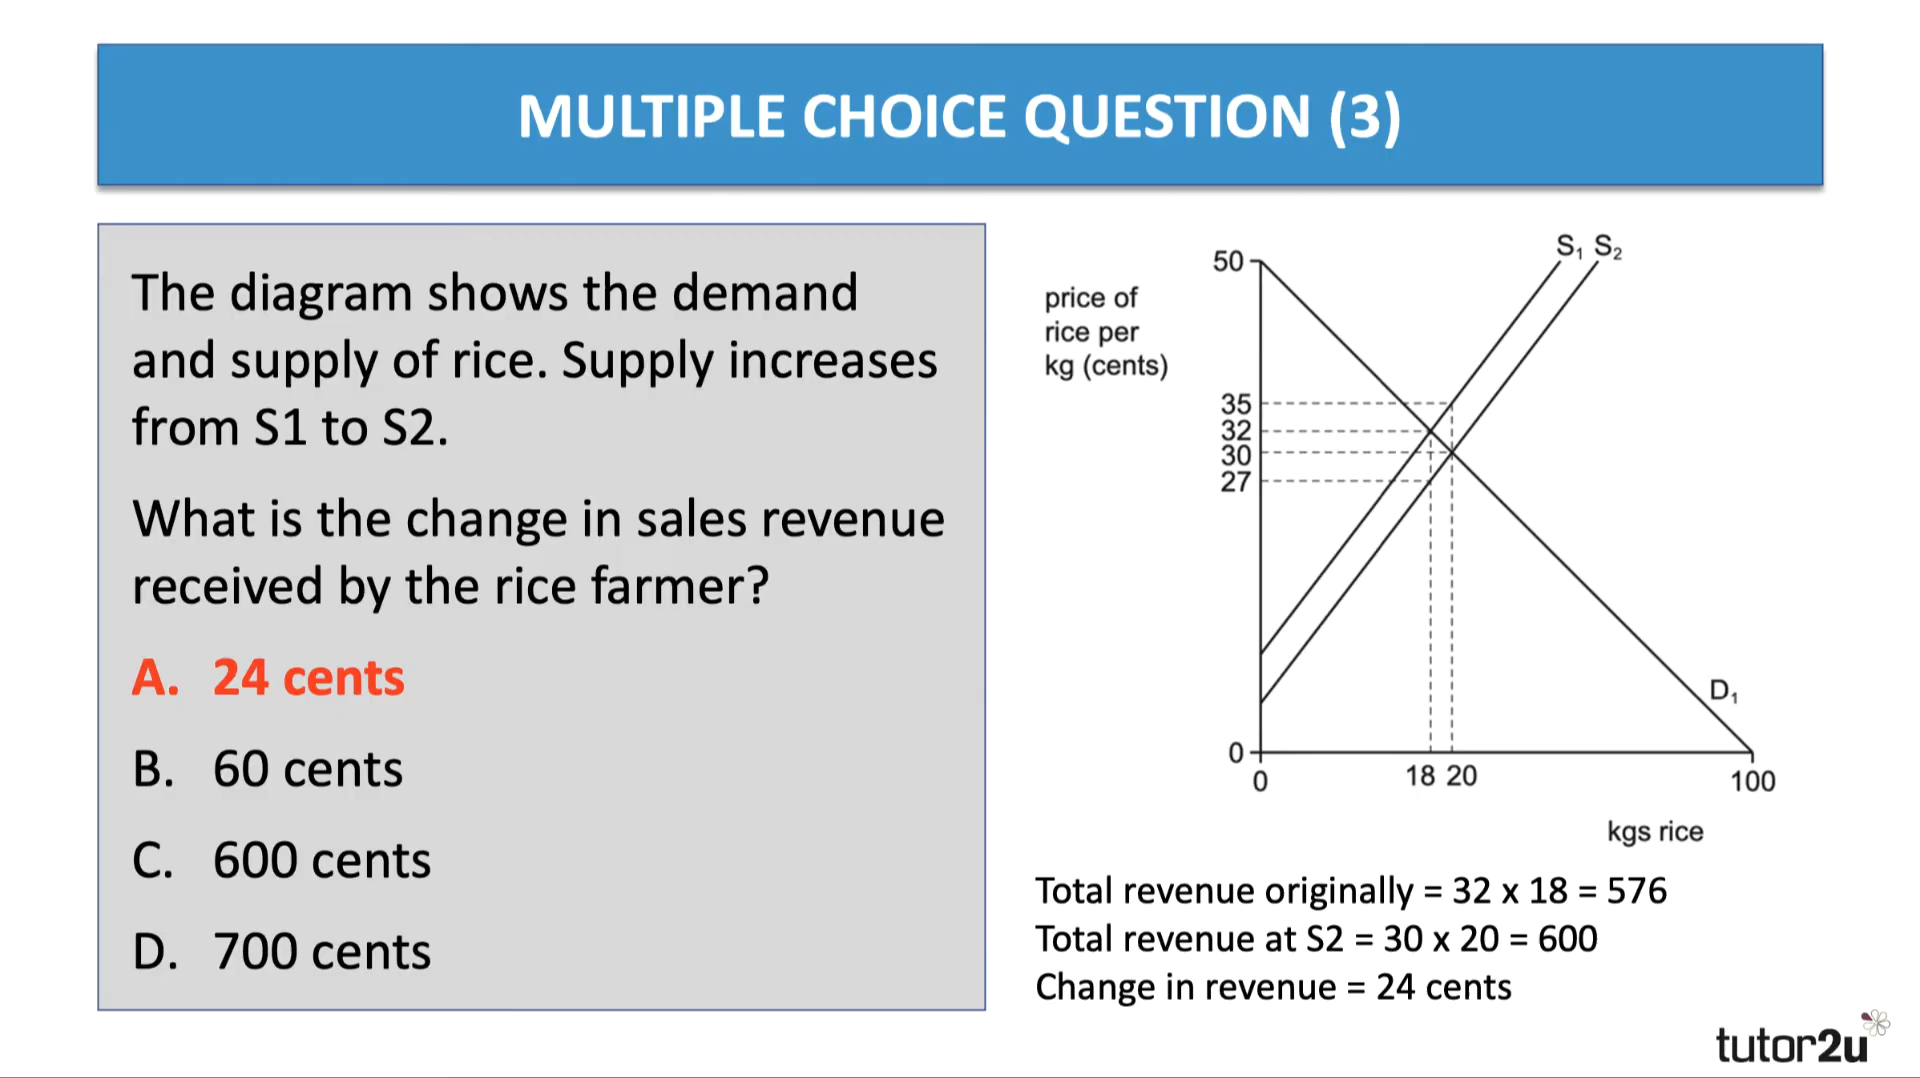 MULTIPLE CHOICE QUESTION (3)
The diagram shows the demand
and supply of rice. Supply increases
from S1 to S2.
What is the change in sales revenue
received by the rice farmer?
A. 24 cents
B. 60 cents
C. 600 cents
D. 700 cents
price of
rice per
kg (cents)
50
35
32
30
27
0
S₁ S₂
D₁
0
18 20
100
kgs rice
Total revenue originally = 32 x 18 = 576
Total revenue at S2 = 30 x 20 = 600
Change in revenue = 24 cents
tutor2u